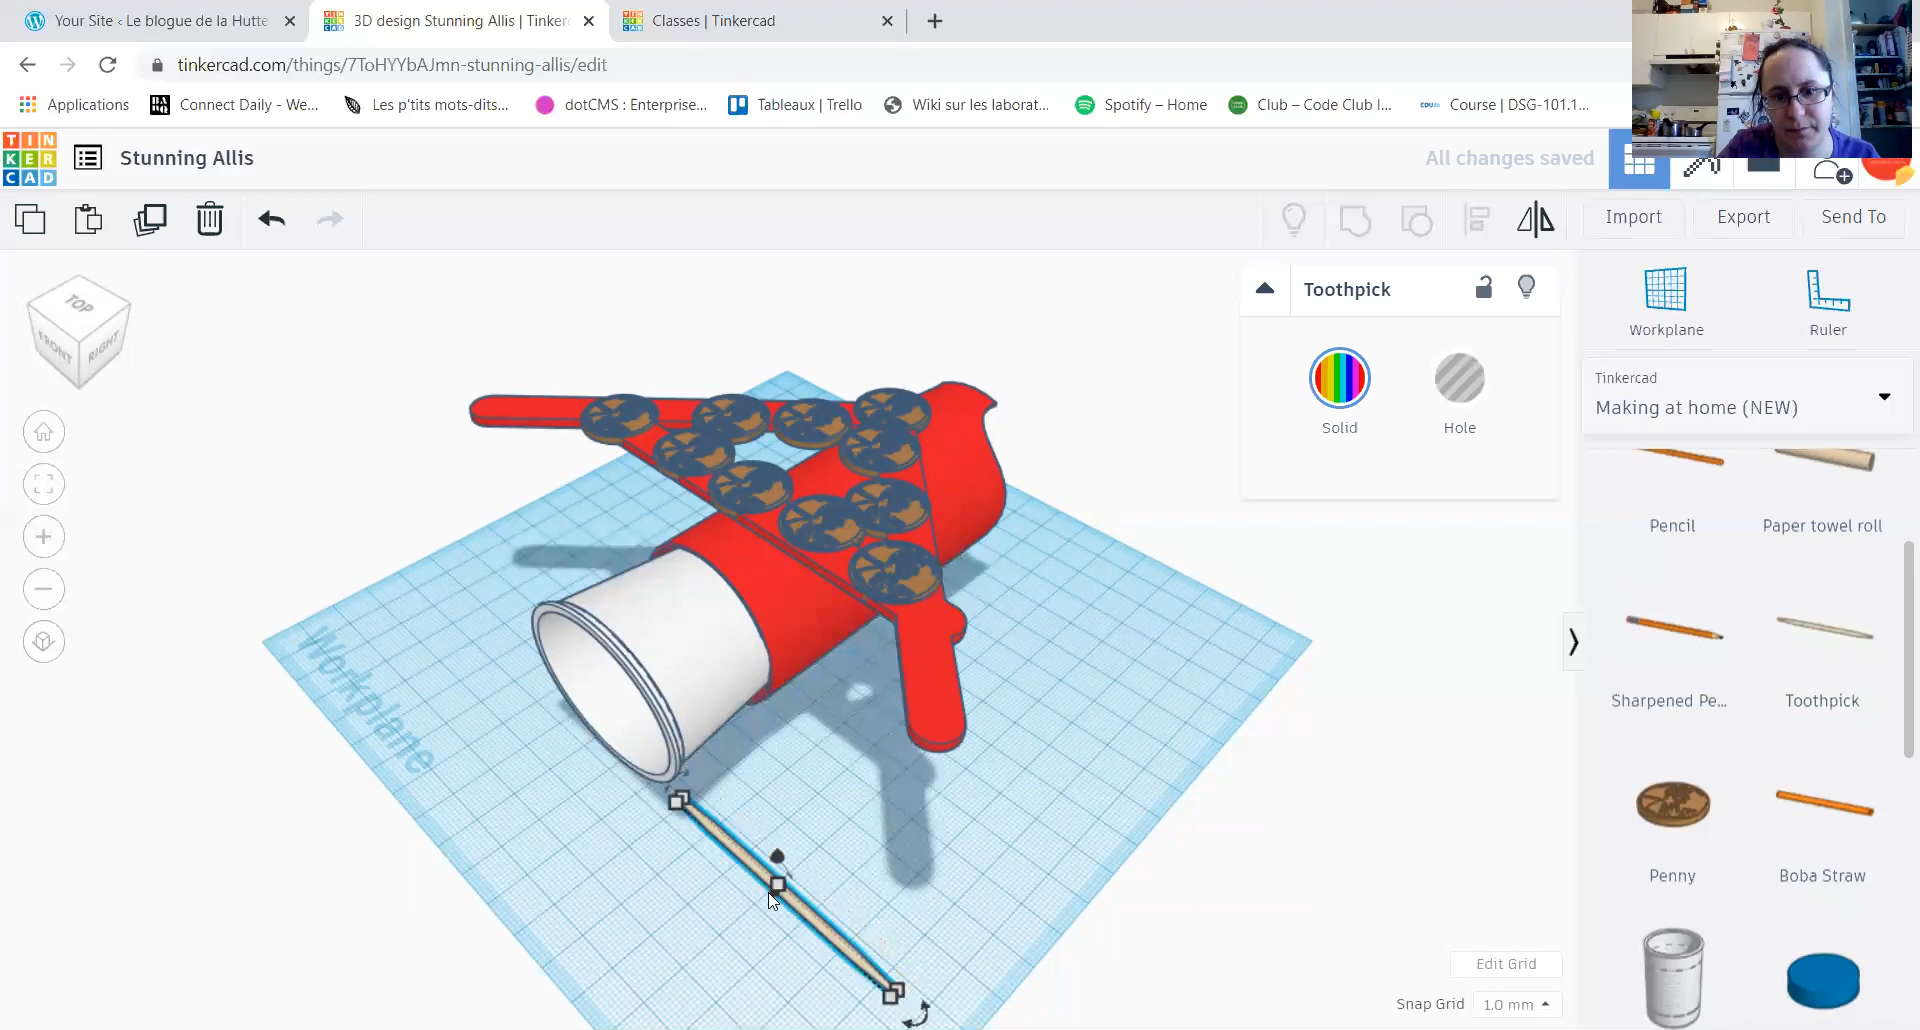 Your Site ‹ Le blogue de la Hutte
3D design Stunning Allis | Tinker
Classes | Tinkercad
tinkercad.com/things/7ToHYYbAJmn-stunning-allis/edit
Applications
Connect Daily - We...
Les p'tits mots-dits...
dotCMS : Enterprise...
Tableaux | Trello
Wiki sur les laborat...
Spotify – Home
Club – Code Club I...
Course | DSG-101.1...
TIN
KER
CAD
Stunning Allis
All changes saved
Import
Export
Send To
TOP
FRONT
RIGHT
Toothpick
Solid
Hole
Workplane
Ruler
Tinkercad
Making at home (NEW)
Pencil
Paper towel roll
Sharpened Pe...
Toothpick
Penny
Boba Straw
Workplane
Edit Grid
Snap Grid
1.0 mm